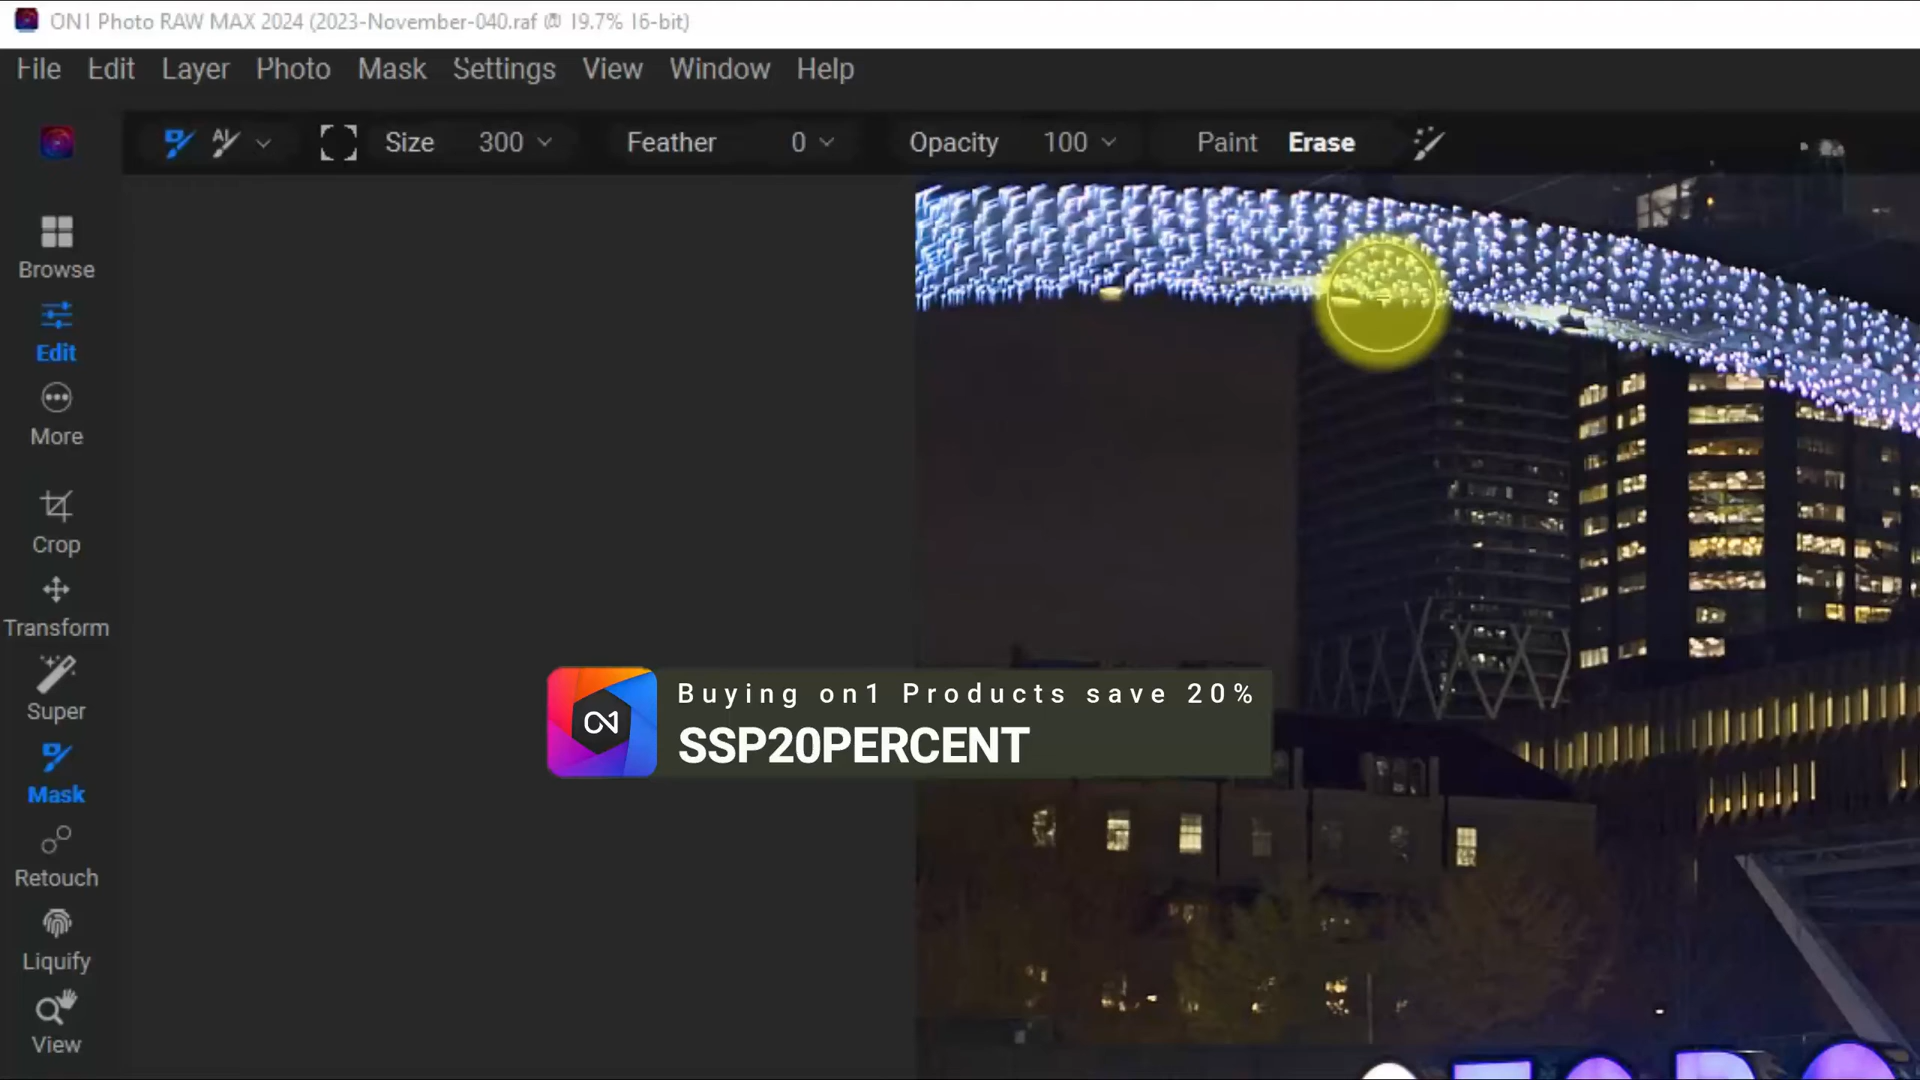 ON1 Photo RAW MAX 2024 (2023-November-040.raf @ 19.7% 16-bit)
File Edit Layer Photo Mask Settings View Window Help
AI Size 300 Feather 0 Opacity 100 Paint Erase
Browse
Edit
More
Crop
Transform
Super
Mask
Retouch
Liquify
View
Buying on1 Products save 20%
SSP20PERCENT